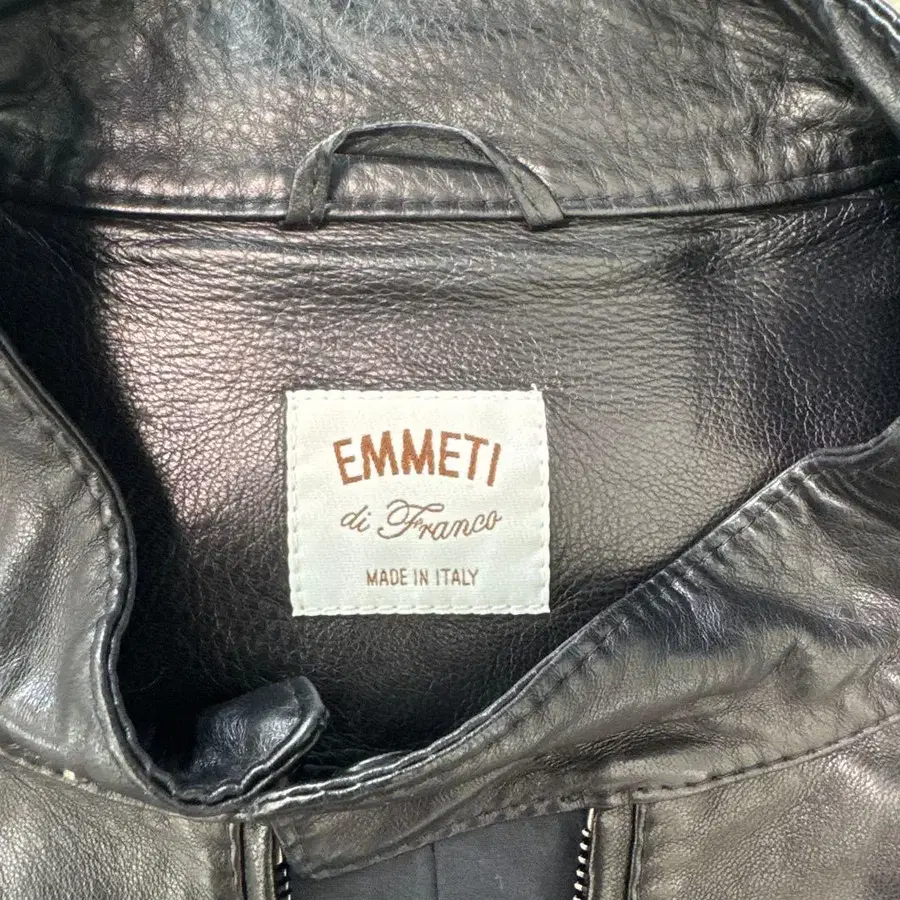 EMMETI
di Franco
MADE IN ITALY